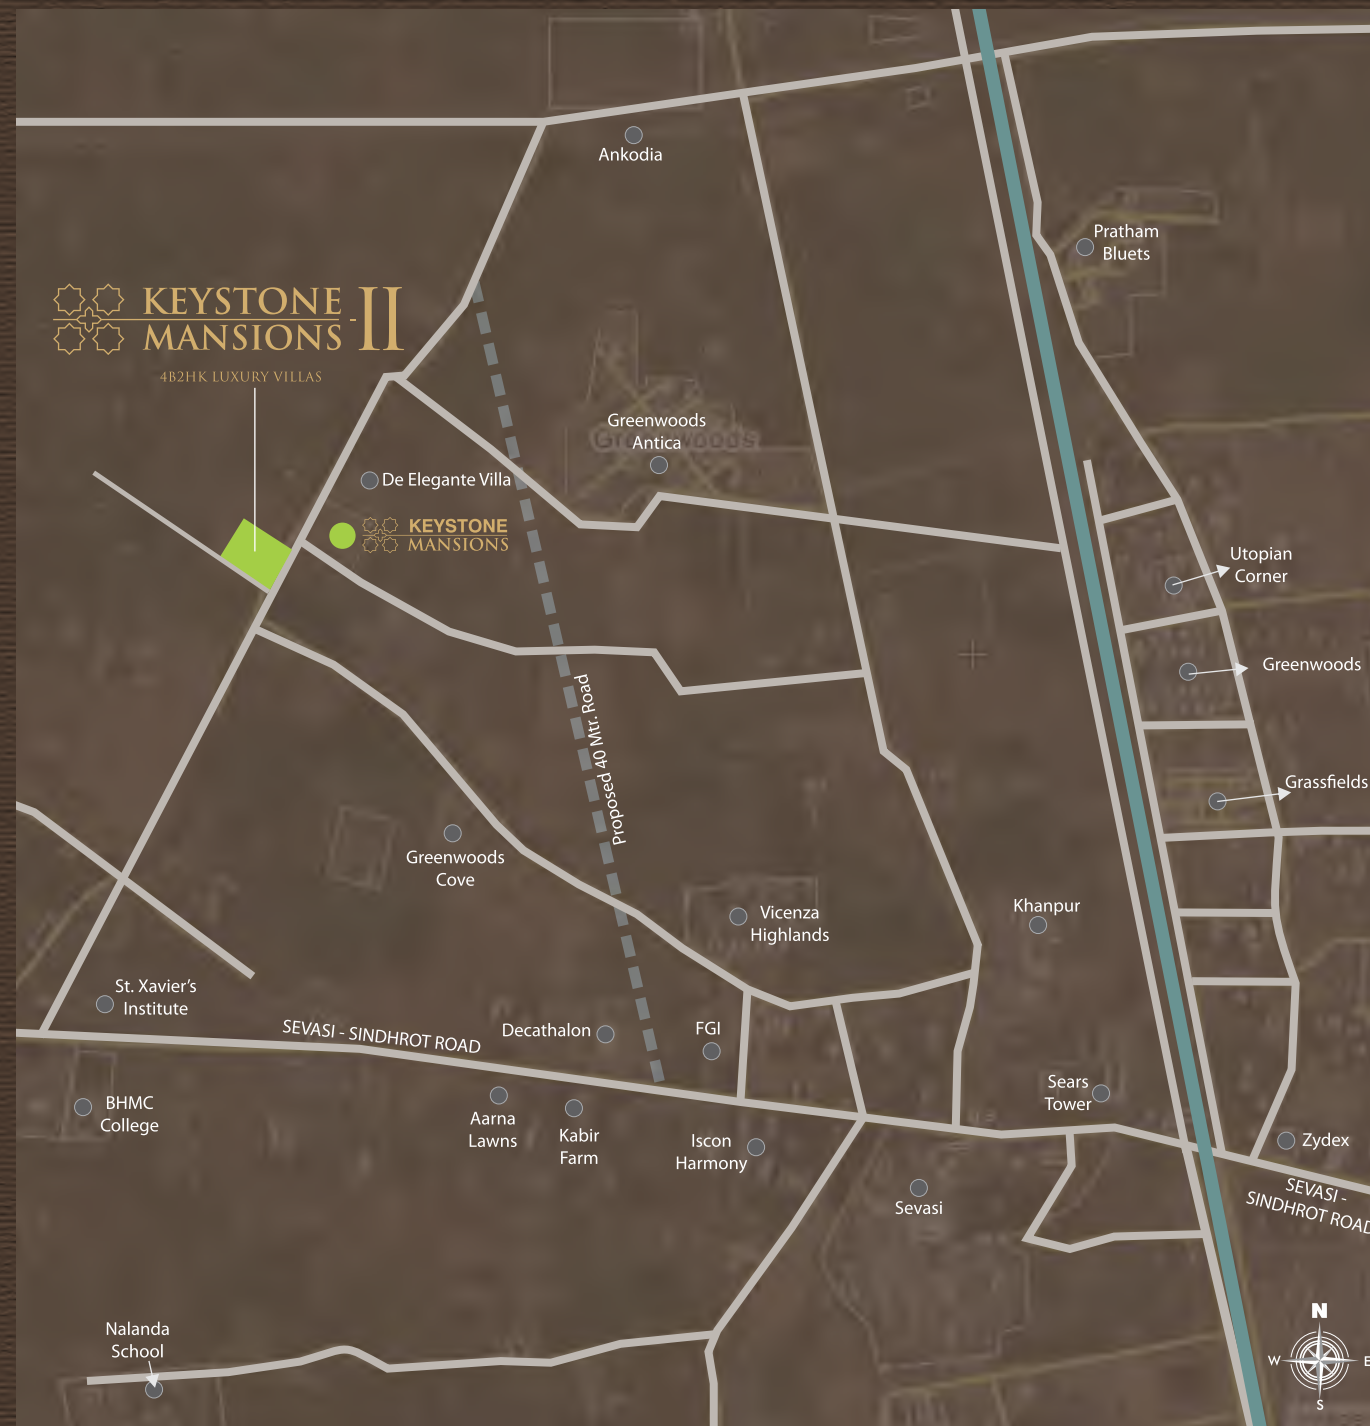 Ankodia
Pratham
Bluets
KEYSTONE
MANSIONS - II
4B2HK LUXURY VILLAS
Greenwoods
Antica
Greenwoods
De Elegante Villa
KEYSTONE
MANSIONS
Utopian
Corner
Greenwoods
Proposed 40 Mtr. Road
Grassfields
Greenwoods
Cove
Vicenza
Highlands
Khanpur
St. Xavier's
Institute
SEVASI - SINDHROT ROAD
Decathalon
FGI
BHMC
College
Aarna
Lawns
Kabir
Farm
Iscon
Harmony
Sears
Tower
Zydex
Sevasi
SEVASI -
SINDHROT ROAD
Nalanda
School
N
W
E
S